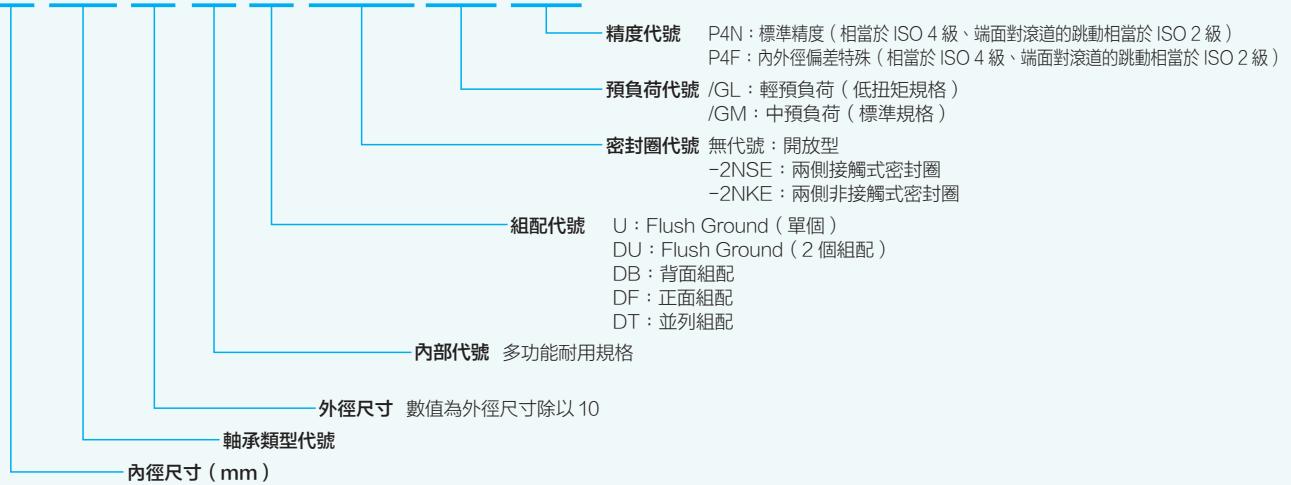 精度代號 P4N：標準精度（相當於 ISO 4 級、端面對滾道的跳動相當於 ISO 2 級）
P4F：內外徑偏差特殊（相當於 ISO 4 級、端面對滾道的跳動相當於 ISO 2 級）
預負荷代號 /GL：輕預負荷（低扭矩規格）
/GM：中預負荷（標準規格）
密封圈代號 無代號：開放型
-2NSE：兩側接觸式密封圈
-2NKE：兩側非接觸式密封圈
組配代號 U：Flush Ground（單個）
DU：Flush Ground（2 個組配）
DB：背面組配
DF：正面組配
DT：並列組配
內部代號 多功能耐用規格
外徑尺寸 數值為外徑尺寸除以 10
軸承類型代號
內徑尺寸（mm）